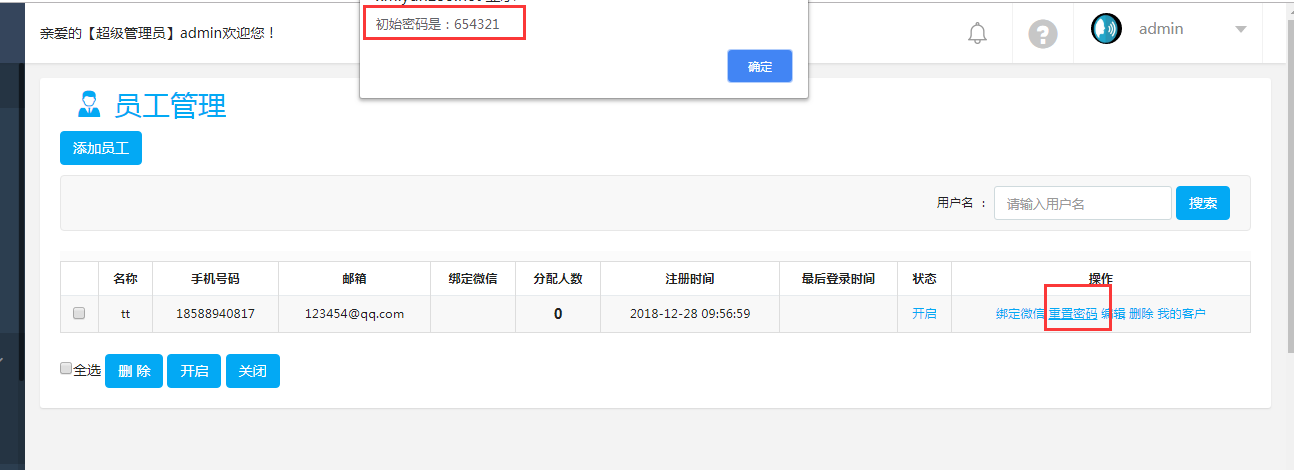 初始密码是：654321
确定
亲爱的【超级管理员】admin欢迎您！
admin
员工管理
添加员工
用户名 ：
请输入用户名
搜索
名称 手机号码 邮箱 绑定微信 分配人数 注册时间 最后登录时间 状态 操作
tt 18588940817 123454@qq.com 0 2018-12-28 09:56:59 开启 绑定微信 重置密码 编辑 删除 我的客户
全选 删 除 开启 关闭